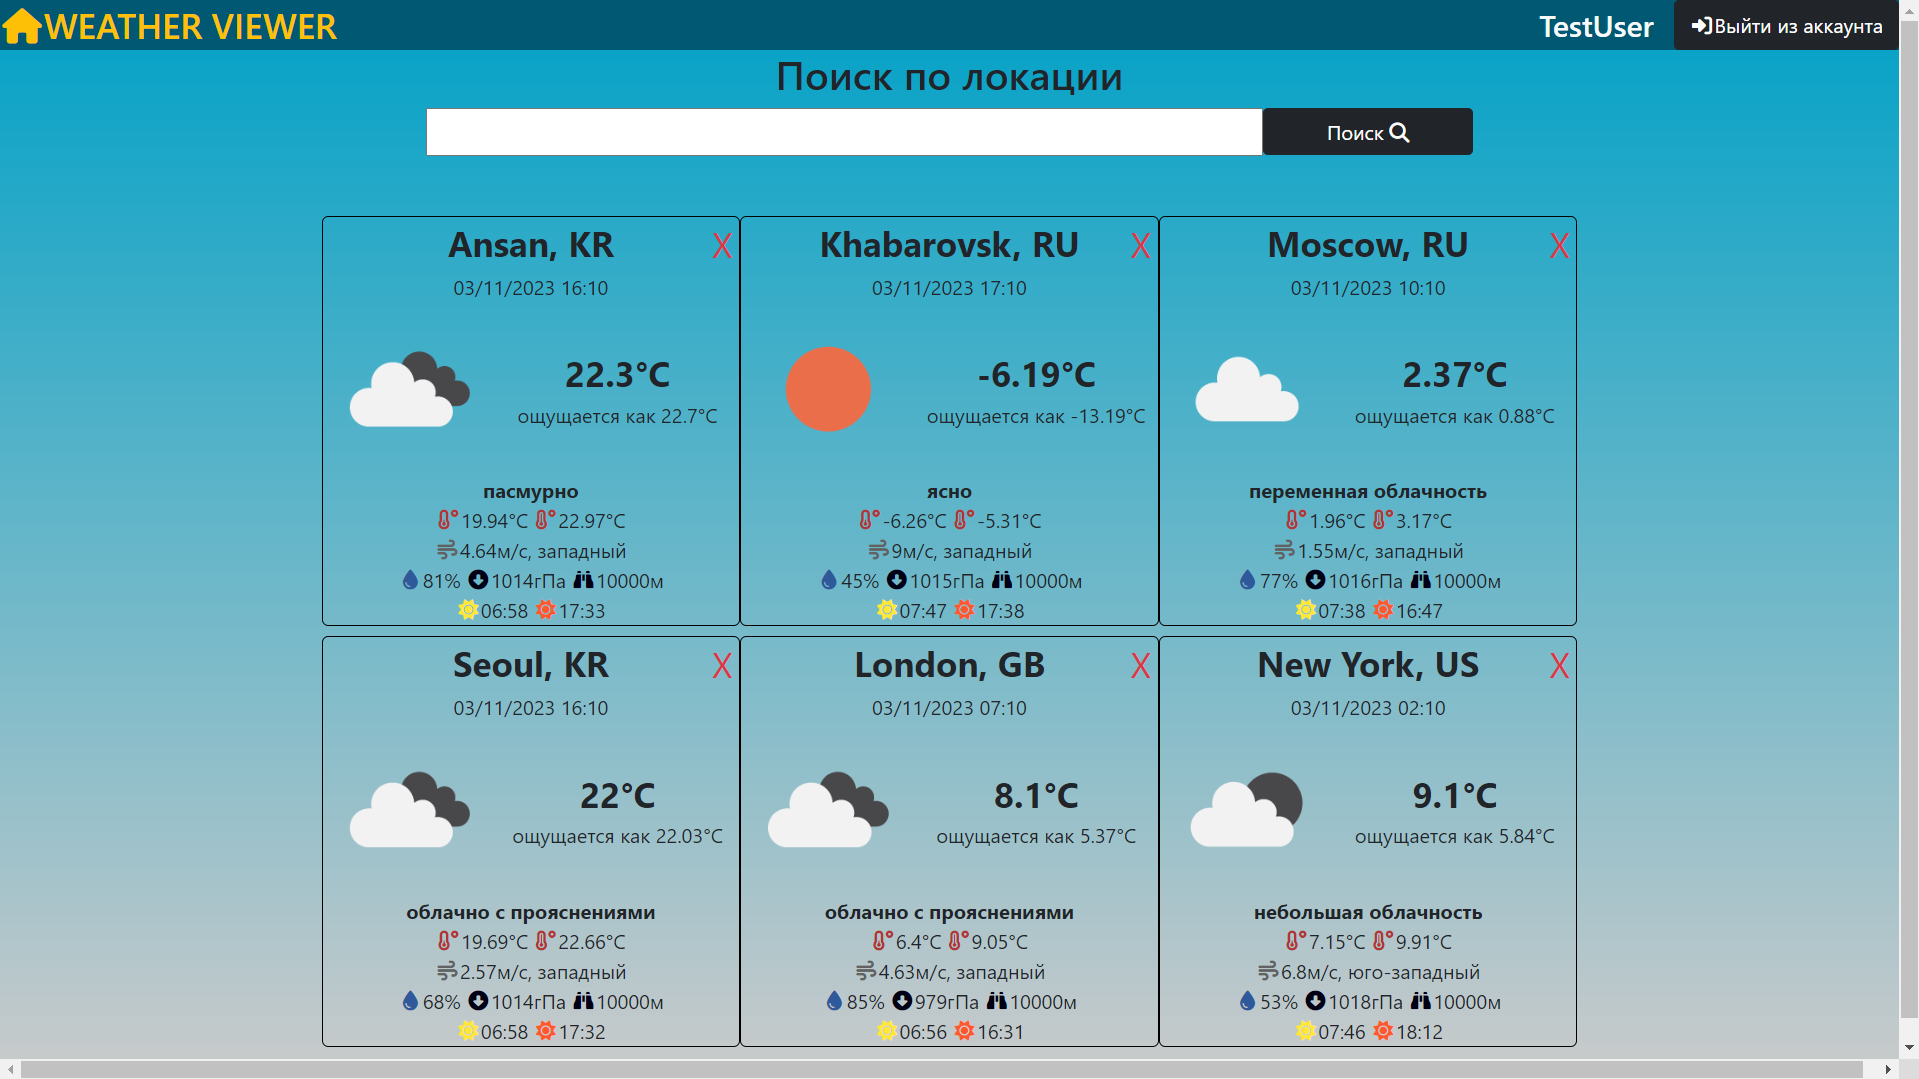 WEATHER VIEWER
TestUser
Выйти из аккаунта
Поиск по локации
Поиск
Ansan, KR X
03/11/2023 16:10
22.3°C
ощущается как 22.7°C
пасмурно
19.94°C 22.97°C
4.64м/с, западный
81% 1014гПа 10000м
06:58 17:33
Khabarovsk, RU X
03/11/2023 17:10
-6.19°C
ощущается как -13.19°C
ясно
-6.26°C -5.31°C
9м/с, западный
45% 1015гПа 10000м
07:47 17:38
Moscow, RU X
03/11/2023 10:10
2.37°C
ощущается как 0.88°C
переменная облачность
1.96°C 3.17°C
1.55м/с, западный
77% 1016гПа 10000м
07:38 16:47
Seoul, KR X
03/11/2023 16:10
22°C
ощущается как 22.03°C
облачно с прояснениями
19.69°C 22.66°C
2.57м/с, западный
68% 1014гПа 10000м
06:58 17:32
London, GB X
03/11/2023 07:10
8.1°C
ощущается как 5.37°C
облачно с прояснениями
6.4°C 9.05°C
4.63м/с, западный
85% 979гПа 10000м
06:56 16:31
New York, US X
03/11/2023 02:10
9.1°C
ощущается как 5.84°C
небольшая облачность
7.15°C 9.91°C
6.8м/с, юго-западный
53% 1018гПа 10000м
07:46 18:12